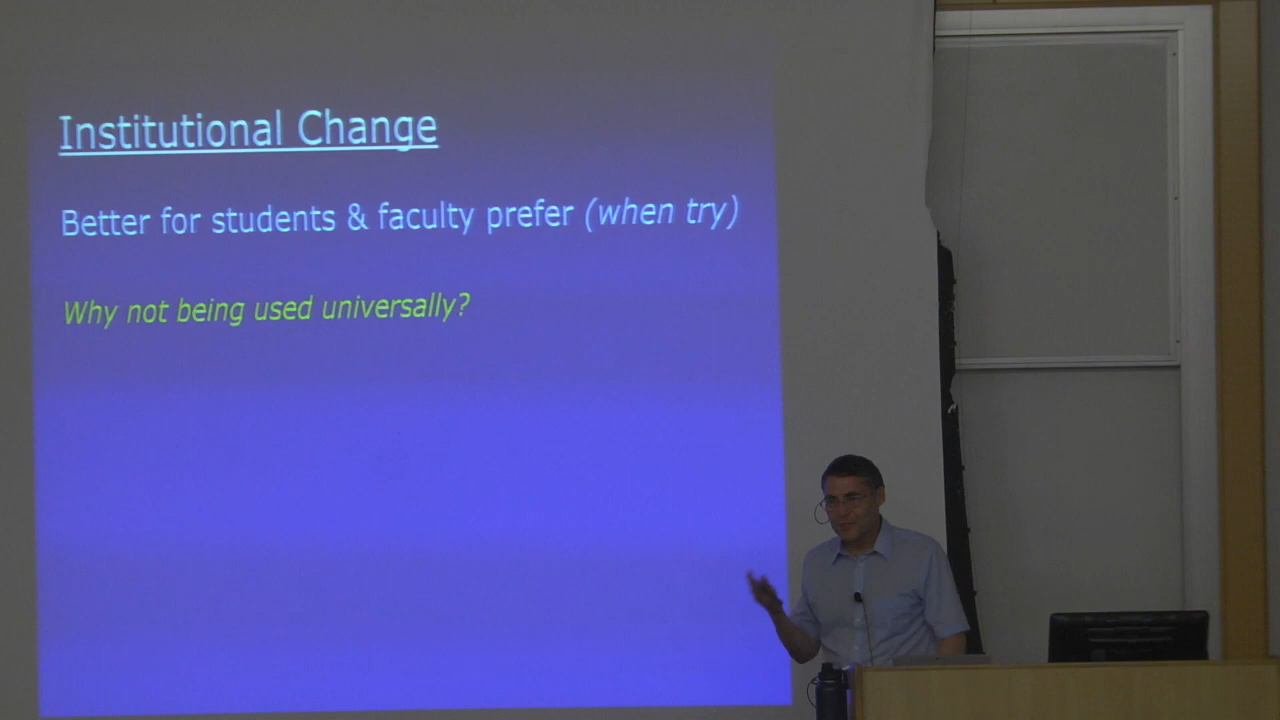 Institutional Change
Better for students & faculty prefer (when try)
Why not being used universally?